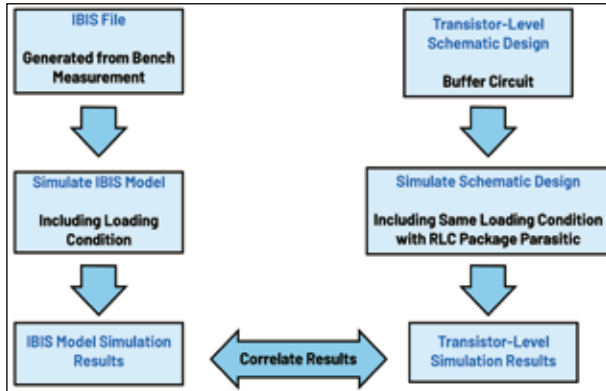 IBIS File
Generated from Bench
Measurement
Transistor-Level
Schematic Design
Buffer Circuit
Simulate IBIS Model
Including Loading
Condition
Simulate Schematic Design
Including Same Loading Condition
with RLC Package Parasitic
IBIS Model Simulation
Results
Correlate Results
Transistor-Level
Simulation Results